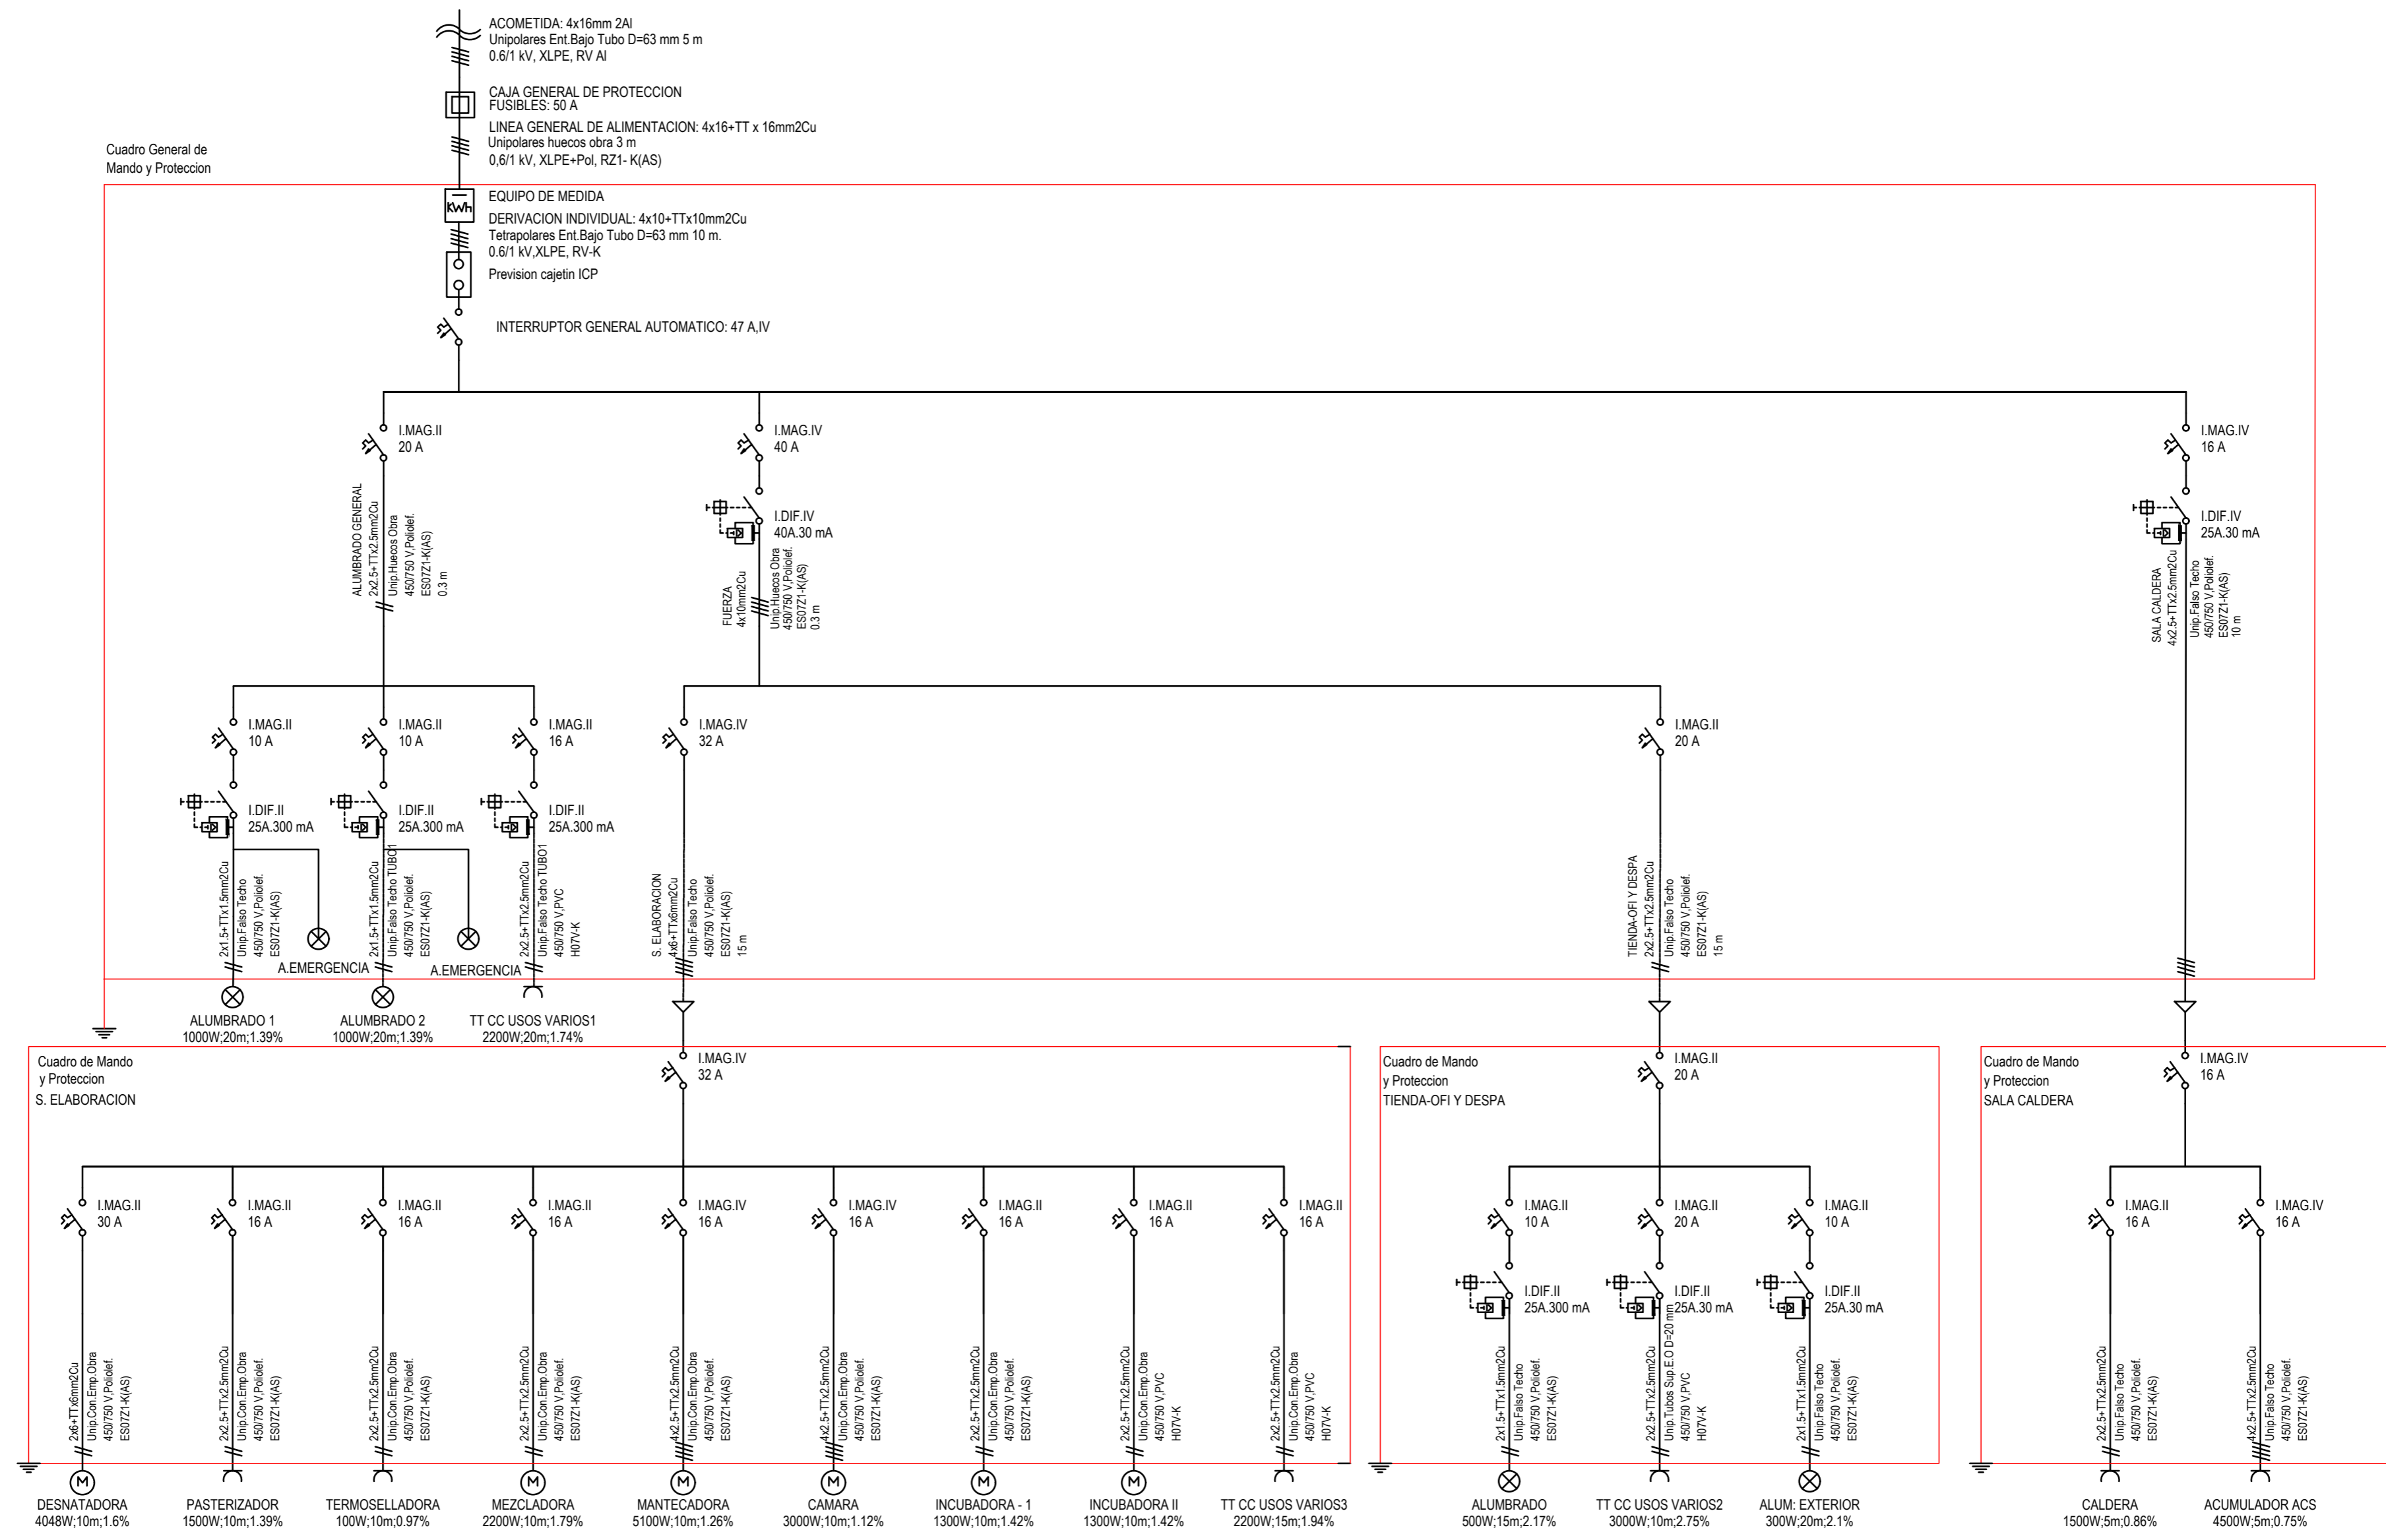 ACOMETIDA: 4x16mm 2Al
Unipolares Ent.Bajo Tubo D=63 mm 5 m
0.6/1 kV, XLPE, RV Al
CAJA GENERAL DE PROTECCION
FUSIBLES: 50 A
LINEA GENERAL DE ALIMENTACION: 4x16+TT x 16mm2Cu
Unipolares huecos obra 3 m
0,6/1 kV, XLPE+Pol, RZ1- K(AS)
Cuadro General de
Mando y Proteccion
KWh
EQUIPO DE MEDIDA
DERIVACION INDIVIDUAL: 4x10+TTx10mm2Cu
Tetrapolares Ent.Bajo Tubo D=63 mm 10 m.
0.6/1 kV,XLPE, RV-K
Prevision cajetin ICP
INTERRUPTOR GENERAL AUTOMATICO: 47 A,IV
I.MAG.II
20 A
I.MAG.IV
40 A
I.MAG.IV
16 A
I.DIF.IV
40A.30 mA
I.DIF.IV
25A.30 mA
ALUMBRADO GENERAL
2x2.5+TTx2.5mm2Cu
Unip.Huecos Obra
450/750 V,Poliolef.
ES07Z1-K(AS)
0.3 m
FUERZA
4x10mm2Cu
Unip.Huecos Obra
450/750 V,Poliolef.
ES07Z1-K(AS)
0.3 m
SALA CALDERA
4x2.5+TTx2.5mm2Cu
Unip.Falso Techo
450/750 V,Poliolef.
ES07Z1-K(AS)
10 m
I.MAG.II
10 A
I.MAG.II
10 A
I.MAG.II
16 A
I.MAG.IV
32 A
I.MAG.II
20 A
I.DIF.II
25A.300 mA
I.DIF.II
25A.300 mA
I.DIF.II
25A.300 mA
2x1.5+TTx1.5mm2Cu
Unip.Falso Techo
450/750 V,Poliolef.
ES07Z1-K(AS)
2x1.5+TTx1.5mm2Cu
Unip.Falso Techo TUBO1
450/750 V,Poliolef.
ES07Z1-K(AS)
2x2.5+TTx2.5mm2Cu
Unip.Falso Techo TUBO1
450/750 V,PVC
H07V-K
S. ELABORACION
4x6+TTx6mm2Cu
Unip.Falso Techo
450/750 V,Poliolef.
ES07Z1-K(AS)
15 m
TIENDA-OFI Y DESPA
2x2.5+TTx2.5mm2Cu
Unip.Falso Techo
450/750 V,Poliolef.
ES07Z1-K(AS)
15 m
A.EMERGENCIA
A.EMERGENCIA
ALUMBRADO 1
1000W;20m;1.39%
ALUMBRADO 2
1000W;20m;1.39%
TT CC USOS VARIOS1
2200W;20m;1.74%
Cuadro de Mando
y Proteccion
S. ELABORACION
I.MAG.IV
32 A
Cuadro de Mando
y Proteccion
TIENDA-OFI Y DESPA
I.MAG.II
20 A
Cuadro de Mando
y Proteccion
SALA CALDERA
I.MAG.IV
16 A
I.MAG.II
30 A
I.MAG.II
16 A
I.MAG.II
16 A
I.MAG.II
16 A
I.MAG.IV
16 A
I.MAG.IV
16 A
I.MAG.II
16 A
I.MAG.II
16 A
I.MAG.II
16 A
I.MAG.II
10 A
I.MAG.II
20 A
I.MAG.II
10 A
I.MAG.II
16 A
I.MAG.IV
16 A
I.DIF.II
25A.300 mA
I.DIF.II
25A.30 mA
I.DIF.II
25A.30 mA
2x6+TTx6mm2Cu
Unip.Con.Emp.Obra
450/750 V,Poliolef.
ES07Z1-K(AS)
2x2.5+TTx2.5mm2Cu
Unip.Con.Emp.Obra
450/750 V,Poliolef.
ES07Z1-K(AS)
2x2.5+TTx2.5mm2Cu
Unip.Con.Emp.Obra
450/750 V,Poliolef.
ES07Z1-K(AS)
2x2.5+TTx2.5mm2Cu
Unip.Con.Emp.Obra
450/750 V,Poliolef.
ES07Z1-K(AS)
4x2.5+TTx2.5mm2Cu
Unip.Con.Emp.Obra
450/750 V,Poliolef.
ES07Z1-K(AS)
4x2.5+TTx2.5mm2Cu
Unip.Con.Emp.Obra
450/750 V,Poliolef.
ES07Z1-K(AS)
2x2.5+TTx2.5mm2Cu
Unip.Con.Emp.Obra
450/750 V,Poliolef.
ES07Z1-K(AS)
2x2.5+TTx2.5mm2Cu
Unip.Con.Emp.Obra
450/750 V,PVC
H07V-K
2x2.5+TTx2.5mm2Cu
Unip.Con.Emp.Obra
450/750 V,PVC
H07V-K
2x1.5+TTx1.5mm2Cu
Unip.Falso Techo
450/750 V,Poliolef.
ES07Z1-K(AS)
2x2.5+TTx2.5mm2Cu
Unip.Tubos Sup.E.O D=20 mm
450/750 V,PVC
H07V-K
2x1.5+TTx1.5mm2Cu
Unip.Falso Techo
450/750 V,Poliolef.
ES07Z1-K(AS)
2x2.5+TTx2.5mm2Cu
Unip.Falso Techo
450/750 V,Poliolef.
ES07Z1-K(AS)
4x2.5+TTx2.5mm2Cu
Unip.Falso Techo
450/750 V,Poliolef.
ES07Z1-K(AS)
M
M
M
M
M
M
DESNATADORA
4048W;10m;1.6%
PASTERIZADOR
1500W;10m;1.39%
TERMOSELLADORA
100W;10m;0.97%
MEZCLADORA
2200W;10m;1.79%
MANTECADORA
5100W;10m;1.26%
CAMARA
3000W;10m;1.12%
INCUBADORA - 1
1300W;10m;1.42%
INCUBADORA II
1300W;10m;1.42%
TT CC USOS VARIOS3
2200W;15m;1.94%
ALUMBRADO
500W;15m;2.17%
TT CC USOS VARIOS2
3000W;10m;2.75%
ALUM: EXTERIOR
300W;20m;2.1%
CALDERA
1500W;5m;0.86%
ACUMULADOR ACS
4500W;5m;0.75%